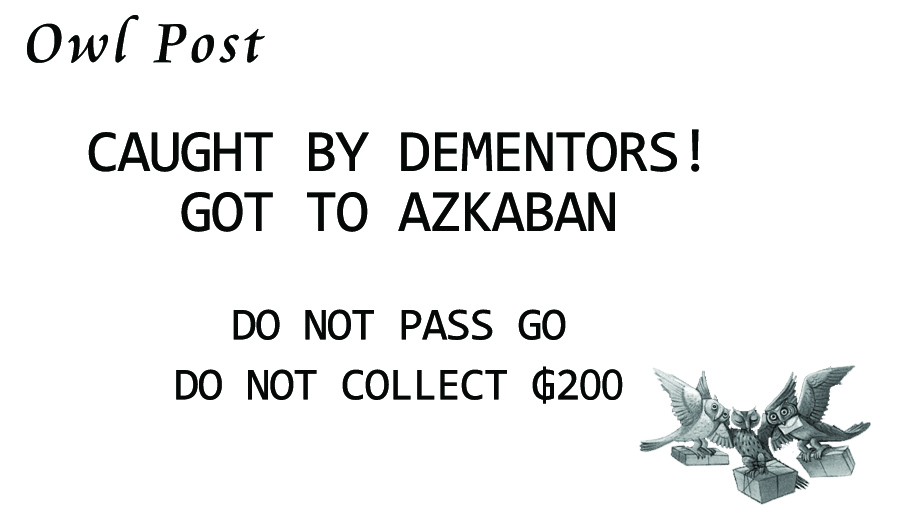 Owl Post
CAUGHT BY DEMENTORS!
GOT TO AZKABAN
DO NOT PASS GO
DO NOT COLLECT ₲200